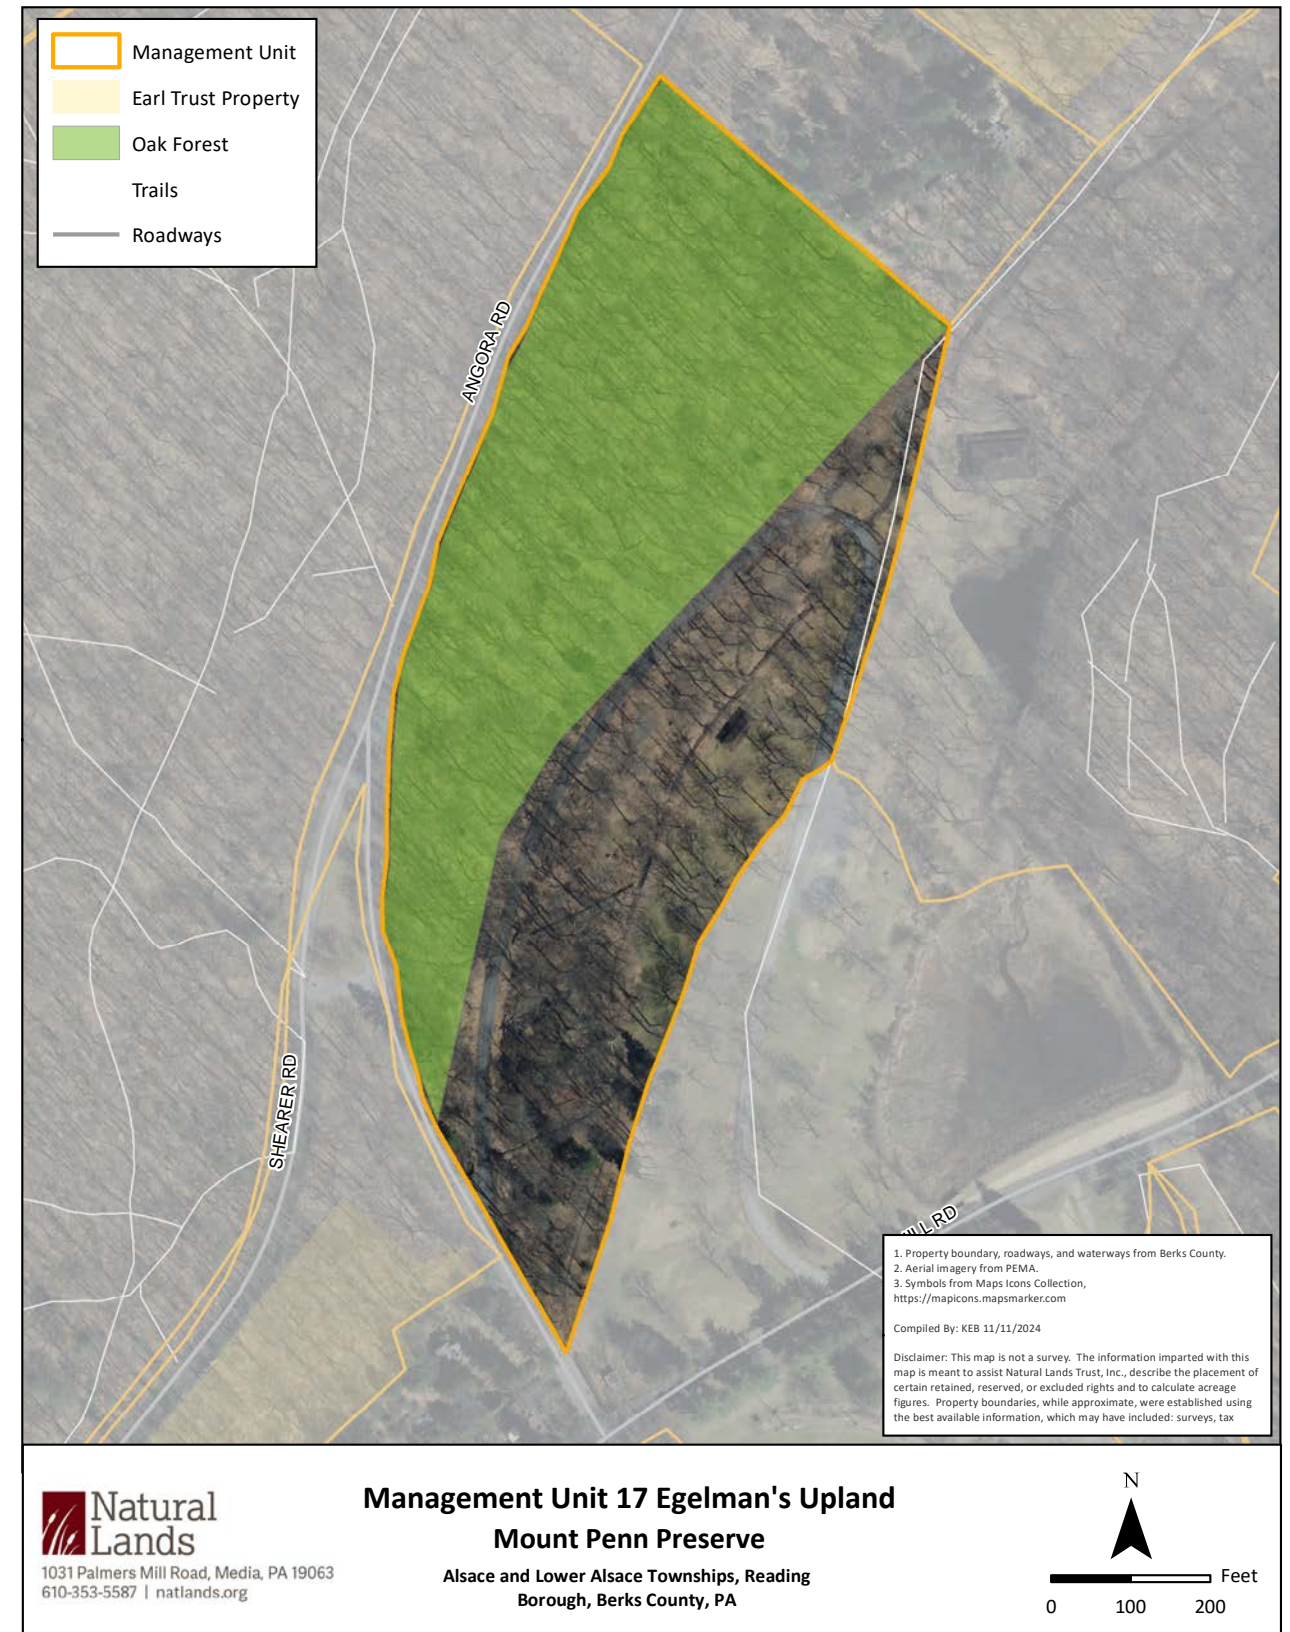 Management Unit
Earl Trust Property
Oak Forest
Trails
Roadways
ANGORA RD
SHEARER RD
RD
1. Property boundary, roadways, and waterways from Berks County.
2. Aerial imagery from PEMA.
3. Symbols from Maps Icons Collection,
https://mapicons.mapsmarker.com
Compiled By: KEB 11/11/2024
Disclaimer: This map is not a survey. The information imparted with this
map is meant to assist Natural Lands Trust, Inc., describe the placement of
certain retained, reserved, or excluded rights and to calculate acreage
figures. Property boundaries, while approximate, were established using
the best available information, which may have included: surveys, tax
Natural
Lands
1031 Palmers Mill Road, Media, PA 19063
610-353-5587 | natlands.org
Management Unit 17 Egelman's Upland
Mount Penn Preserve
Alsace and Lower Alsace Townships, Reading
Borough, Berks County, PA
N
Feet
0 100 200